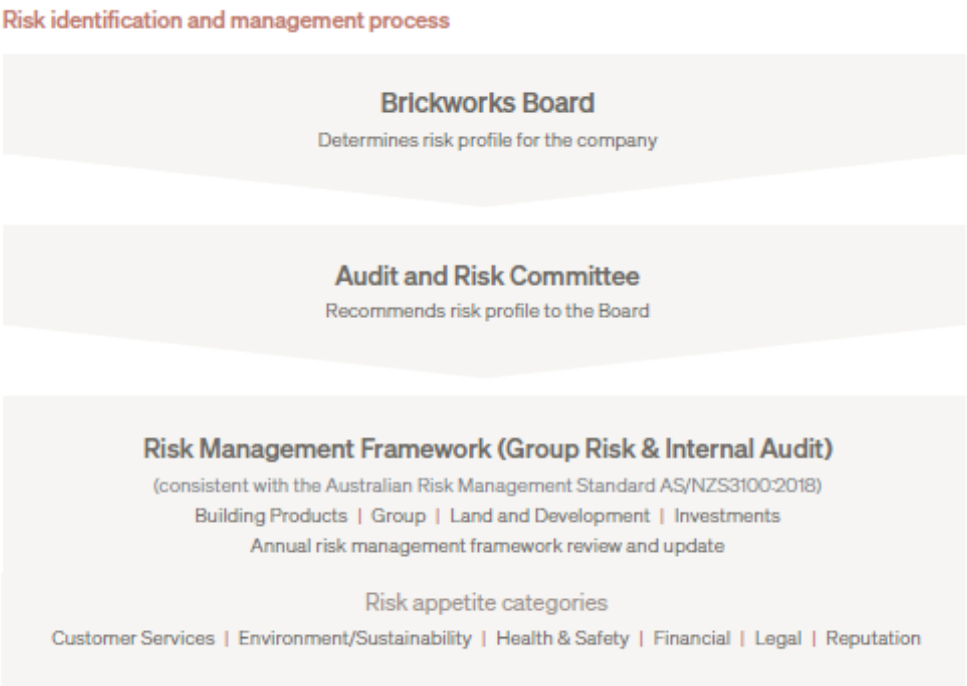 Risk identification and management process
Brickworks Board
Determines risk profile for the company
Audit and Risk Committee
Recommends risk profile to the Board
Risk Management Framework (Group Risk & Internal Audit)
(consistent with the Australian Risk Management Standard AS/NZS3100:2018)
Building Products | Group | Land and Development | Investments
Annual risk management framework review and update
Risk appetite categories
Customer Services | Environment/Sustainability | Health & Safety | Financial | Legal | Reputation